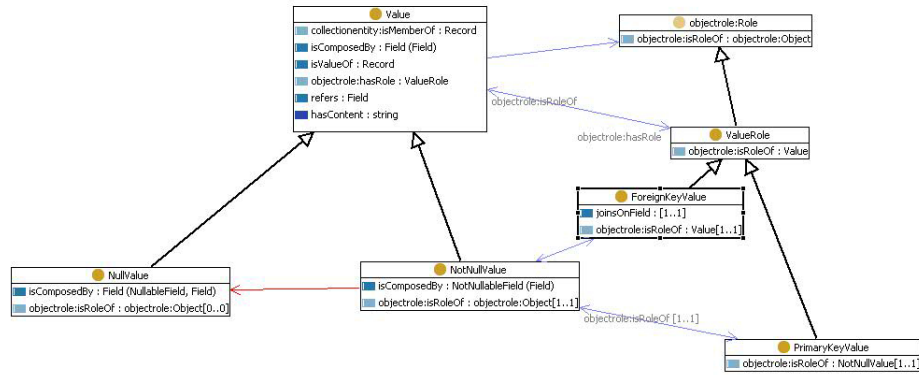 Value
collectionentity:isMemberOf : Record
isComposedBy : Field (Field)
isValueOf : Record
objectrole:hasRole : ValueRole
refers : Field
hasContent : string
objectrole:Role
objectrole:isRoleOf : objectrole:Object
objectrole:isRoleOf
objectrole:hasRole
ValueRole
objectrole:isRoleOf : Value
ForeignKeyValue
joinsOnField : [1..1]
objectrole:isRoleOf : Value[1..1]
NullValue
isComposedBy : Field (NullableField, Field)
objectrole:isRoleOf : objectrole:Object[0..0]
NotNullValue
isComposedBy : NotNullableField (Field)
objectrole:isRoleOf : objectrole:Object[1..1]
objectrole:isRoleOf [1..1]
PrimaryKeyValue
objectrole:isRoleOf : NotNullValue[1..1]